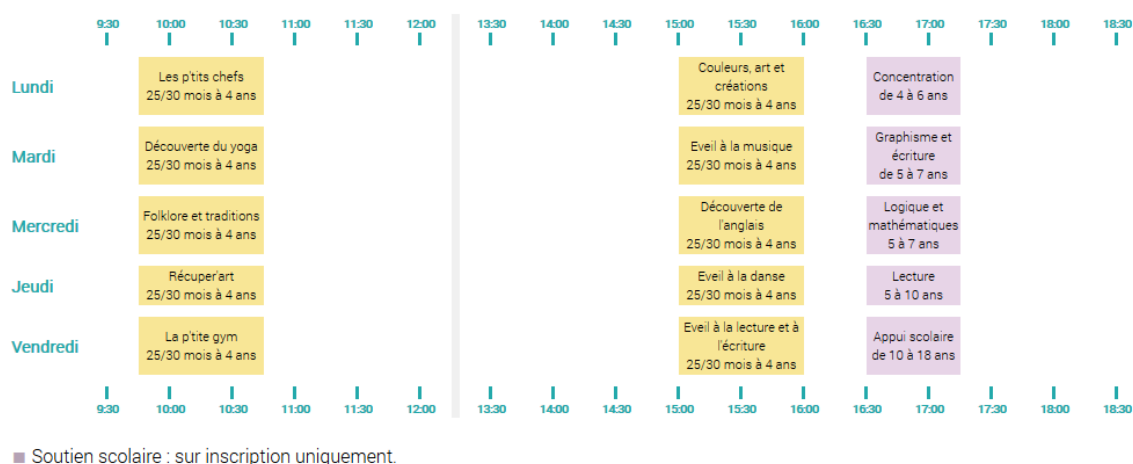 9:30 10:00 10:30 11:00 11:30 12:00 13:30 14:00 14:30 15:00 15:30 16:00 16:30 17:00 17:30 18:00 18:30
Lundi
Les p'tits chefs
25/30 mois à 4 ans
Couleurs, art et
créations
25/30 mois à 4 ans
Concentration
de 4 à 6 ans
Mardi
Découverte du yoga
25/30 mois à 4 ans
Eveil à la musique
25/30 mois à 4 ans
Graphisme et
écriture
de 5 à 7 ans
Mercredi
Folklore et traditions
25/30 mois à 4 ans
Découverte de
l'anglais
25/30 mois à 4 ans
Logique et
mathématiques
5 à 7 ans
Jeudi
Récuper'art
25/30 mois à 4 ans
Eveil à la danse
25/30 mois à 4 ans
Lecture
5 à 10 ans
Vendredi
La p'tite gym
25/30 mois à 4 ans
Eveil à la lecture et à
l'écriture
25/30 mois à 4 ans
Appui scolaire
de 10 à 18 ans
9:30 10:00 10:30 11:00 11:30 12:00 13:30 14:00 14:30 15:00 15:30 16:00 16:30 17:00 17:30 18:00 18:30
Soutien scolaire : sur inscription uniquement.